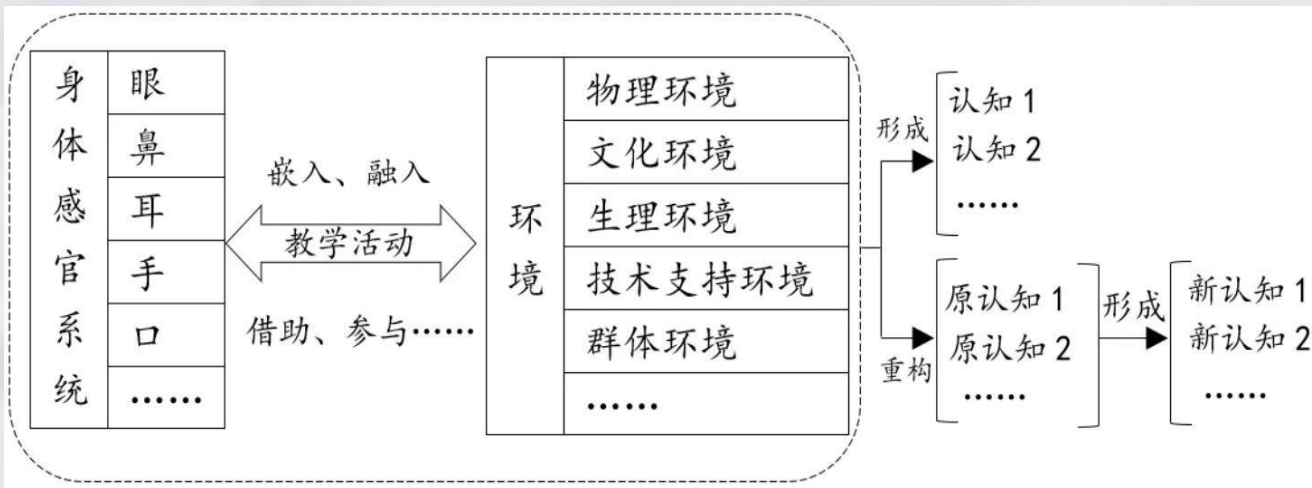 身体感官系统
眼
鼻
耳
手
口
……
嵌入、融入
教学活动
借助、参与……
环境
物理环境
文化环境
生理环境
技术支持环境
群体环境
……
形成
认知1
认知2
……
重构
原认知1
原认知2
……
形成
新认知1
新认知2
……